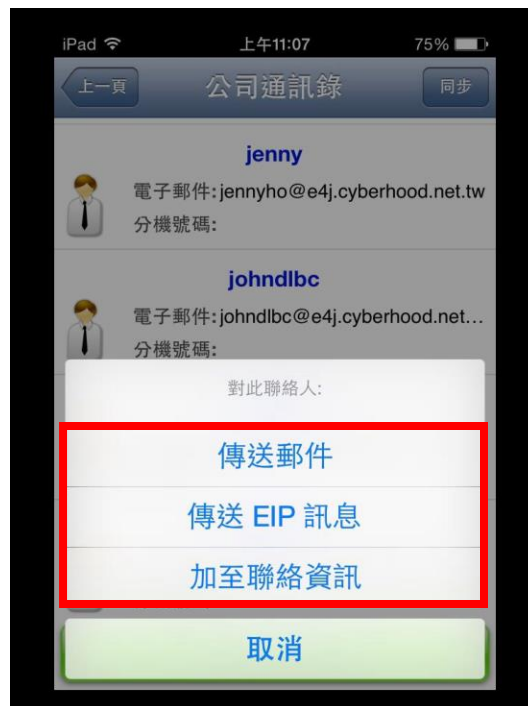 iPad 上午11:07 75%
上一頁 公司通訊錄 同步
jenny
電子郵件:jennyho@e4j.cyberhood.net.tw
分機號碼:
johndlbc
電子郵件:johndlbc@e4j.cyberhood.net...
分機號碼:
對此聯絡人:
傳送郵件
傳送 EIP 訊息
加至聯絡資訊
取消